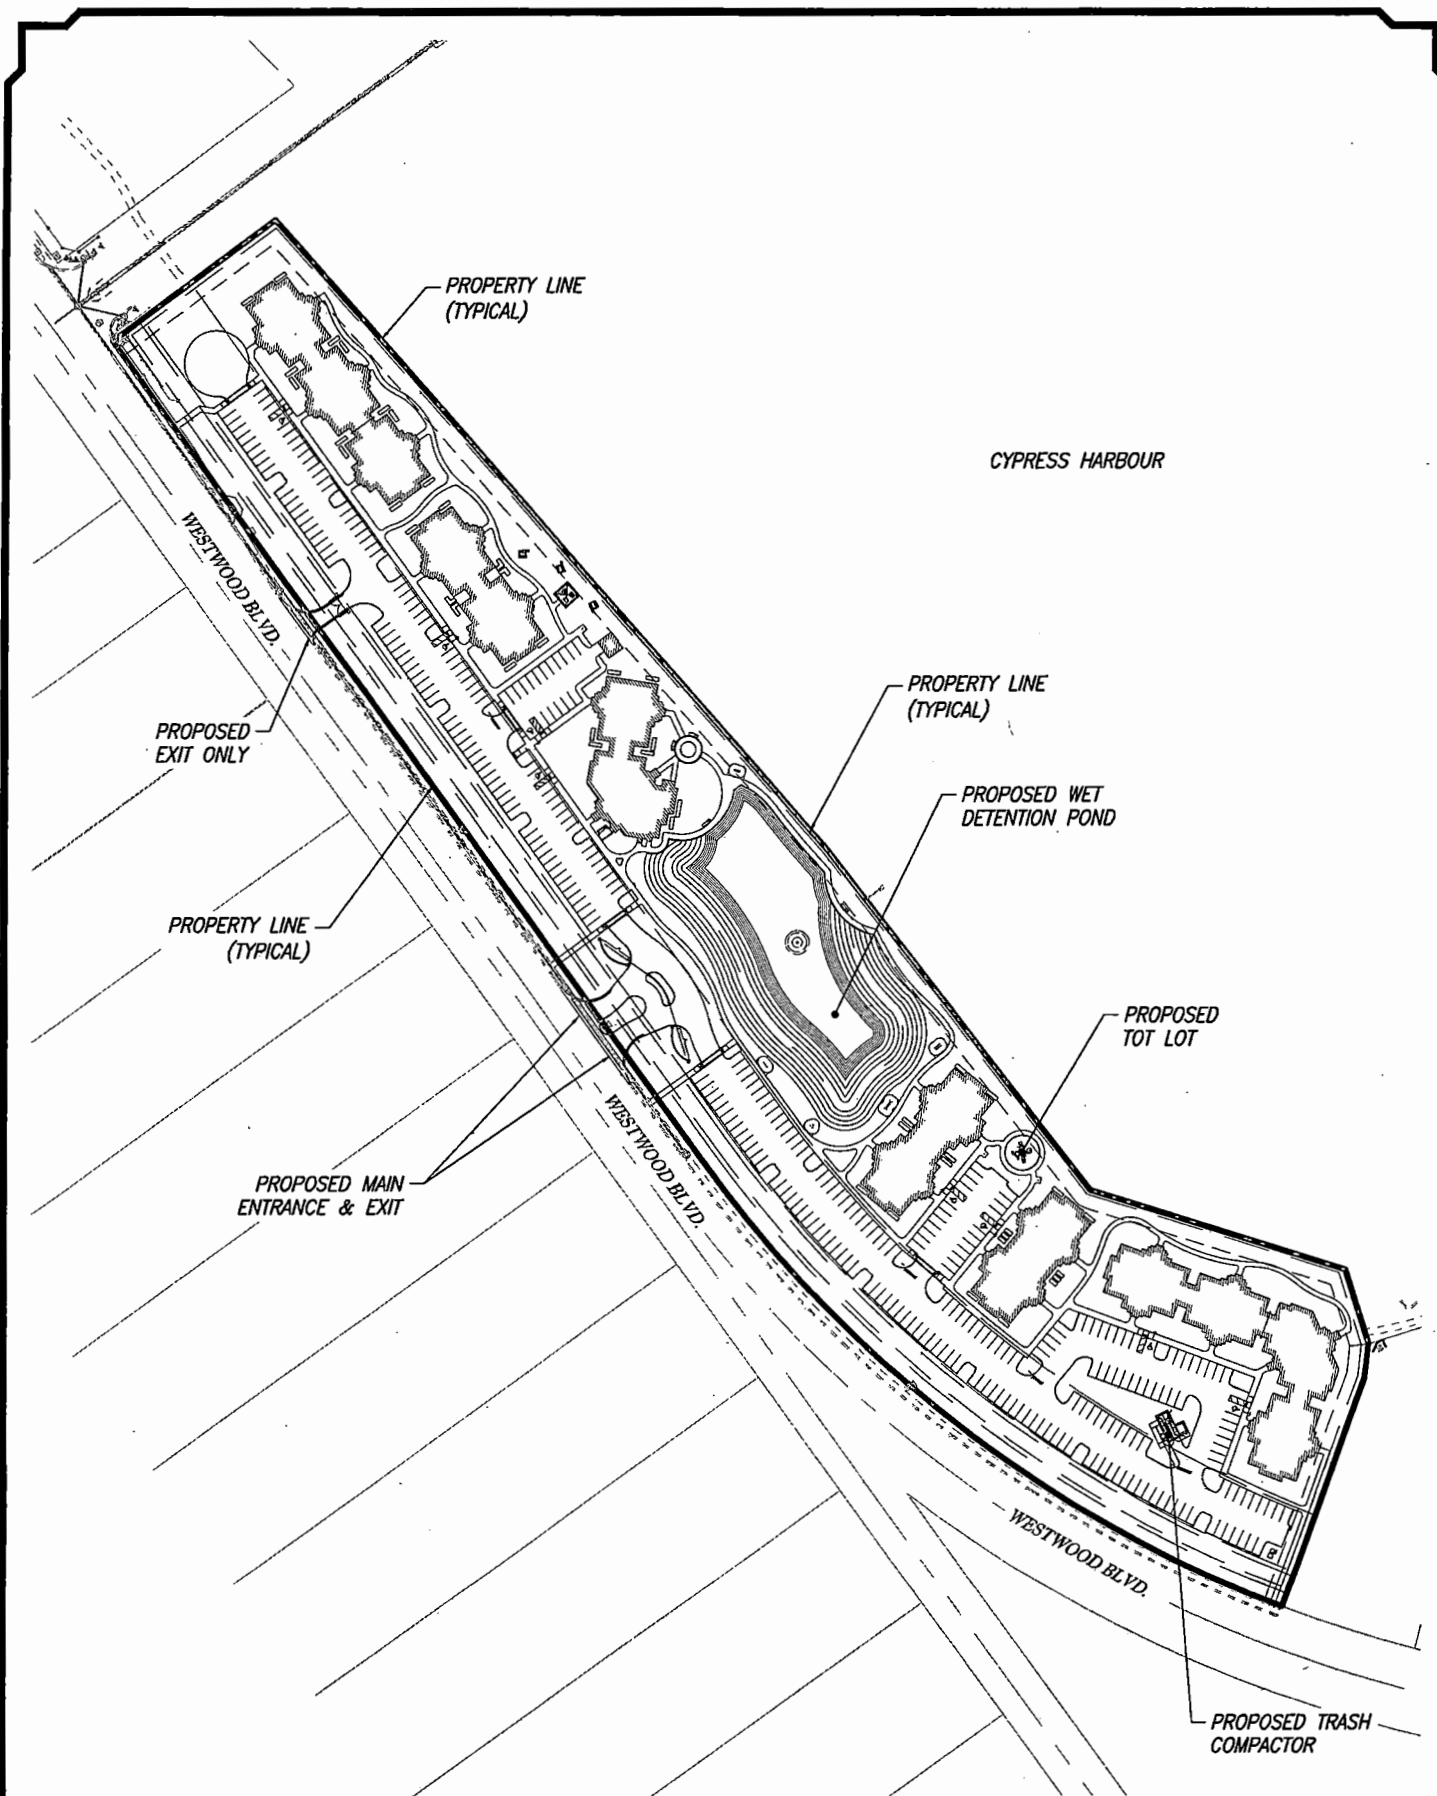 PROPERTY LINE
(TYPICAL)
CYPRESS HARBOUR
WESTWOOD BLVD.
PROPERTY LINE
(TYPICAL)
PROPOSED
EXIT ONLY
PROPOSED WET
DETENTION POND
PROPERTY LINE
(TYPICAL)
PROPOSED
TOT LOT
WESTWOOD BLVD.
PROPOSED MAIN
ENTRANCE & EXIT
WESTWOOD BLVD.
PROPOSED TRASH
COMPACTOR